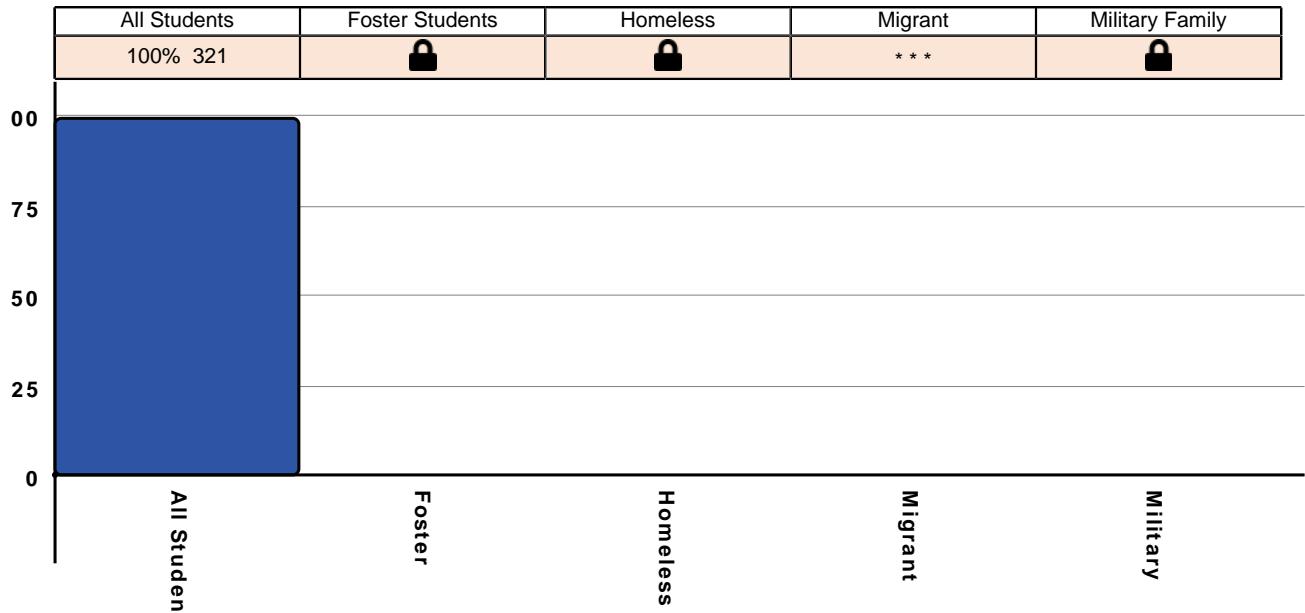 All Students Foster Students Homeless Migrant Military Family
100% 321 * * *
00
75
50
25
0
All Studen
Foster
Homeless
Migrant
Military